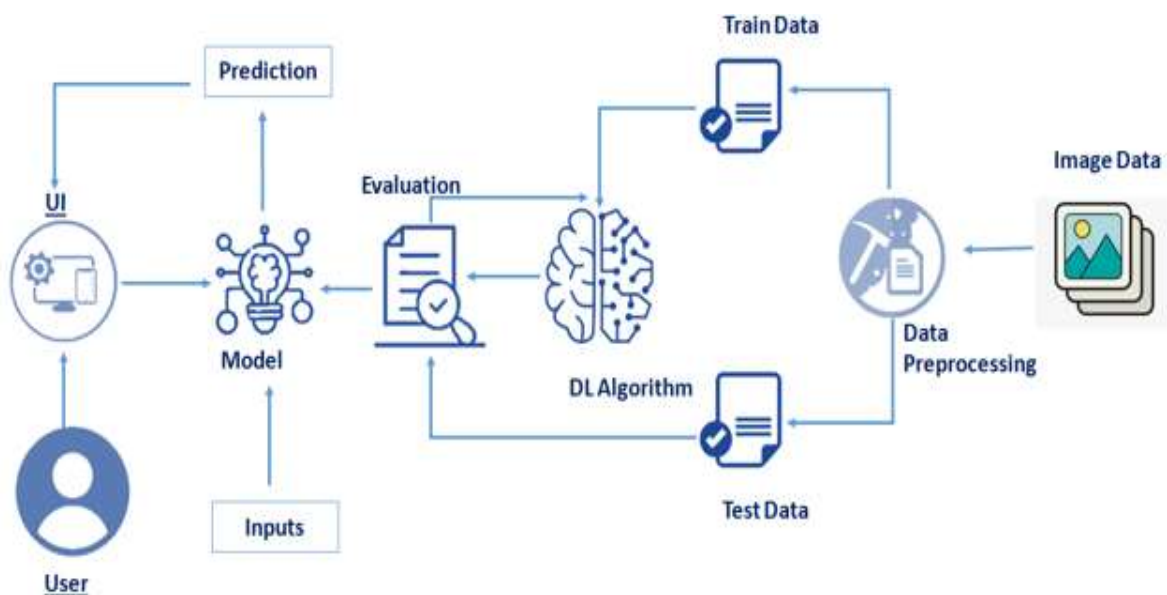 Train Data
Prediction
Image Data
Evaluation
UI
Data
Preprocessing
Model
DL Algorithm
Inputs
Test Data
User